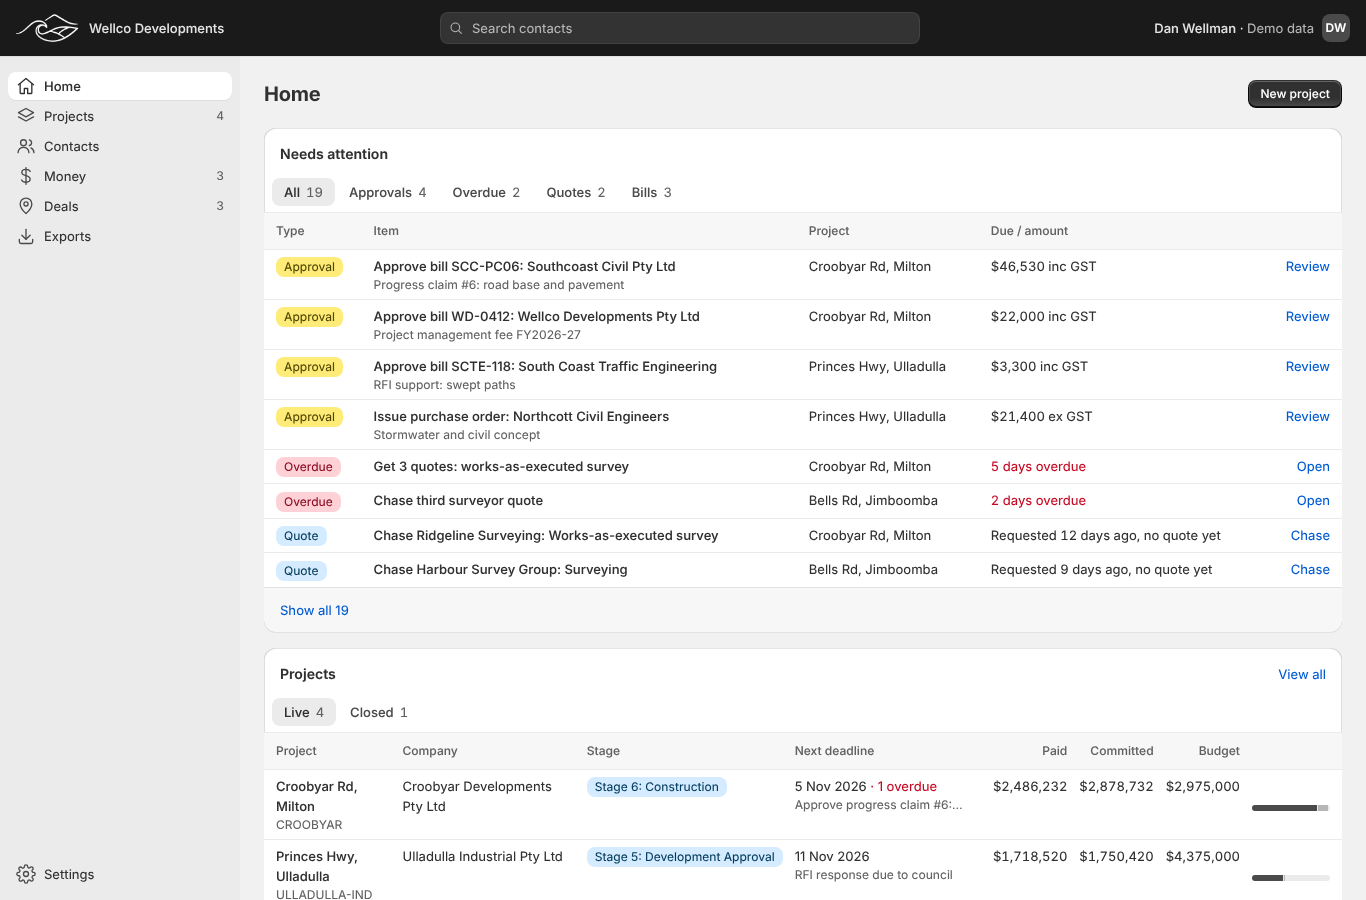 Wellco Developments
Search contacts
Dan Wellman · Demo data
DW
Home
Projects 4
Contacts
Money 3
Deals 3
Exports
Settings
Home
New project
Needs attention
All 19 Approvals 4 Overdue 2 Quotes 2 Bills 3
Type Item Project Due / amount
Approval Approve bill SCC-PC06: Southcoast Civil Pty Ltd Croobyar Rd, Milton $46,530 inc GST Review
Progress claim #6: road base and pavement
Approval Approve bill WD-0412: Wellco Developments Pty Ltd Croobyar Rd, Milton $22,000 inc GST Review
Project management fee FY2026-27
Approval Approve bill SCTE-118: South Coast Traffic Engineering Princes Hwy, Ulladulla $3,300 inc GST Review
RFI support: swept paths
Approval Issue purchase order: Northcott Civil Engineers Princes Hwy, Ulladulla $21,400 ex GST Review
Stormwater and civil concept
Overdue Get 3 quotes: works-as-executed survey Croobyar Rd, Milton 5 days overdue Open
Overdue Chase third surveyor quote Bells Rd, Jimboomba 2 days overdue Open
Quote Chase Ridgeline Surveying: Works-as-executed survey Croobyar Rd, Milton Requested 12 days ago, no quote yet Chase
Quote Chase Harbour Survey Group: Surveying Bells Rd, Jimboomba Requested 9 days ago, no quote yet Chase
Show all 19
Projects View all
Live 4 Closed 1
Project Company Stage Next deadline Paid Committed Budget
Croobyar Rd, Croobyar Developments Stage 6: Construction 5 Nov 2026 · 1 overdue $2,486,232 $2,878,732 $2,975,000
Milton Pty Ltd Approve progress claim #6:...
CROOBYAR
Princes Hwy, Ulladulla Industrial Pty Ltd Stage 5: Development Approval 11 Nov 2026 $1,718,520 $1,750,420 $4,375,000
Ulladulla RFI response due to council
ULLADULLA-IND